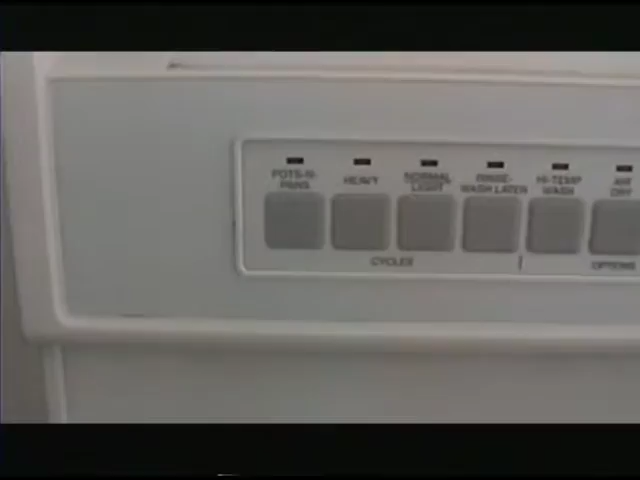 POTS-N-
PANS
HEAVY
NORMAL
LIGHT
RINSE-
WASH LATER
HI-TEMP
WASH
AIR
DRY
CYCLES
OPTIONS